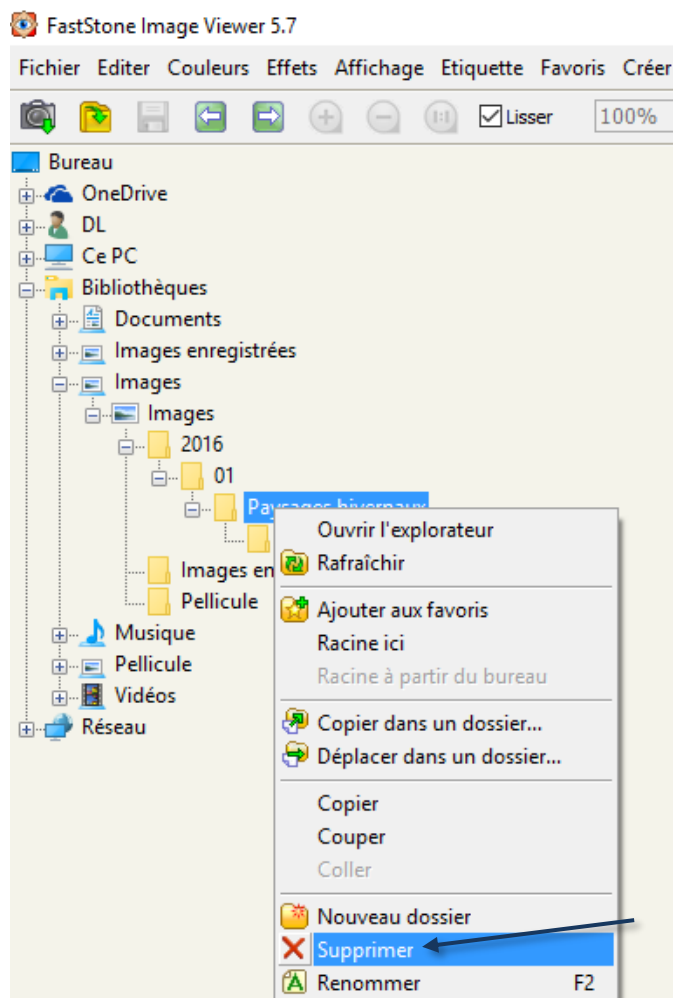 FastStone Image Viewer 5.7
Fichier Editer Couleurs Effets Affichage Etiquette Favoris Créer
Lisser 100%
Bureau
OneDrive
DL
Ce PC
Bibliothèques
Documents
Images enregistrées
Images
Images
2016
01
Paysages hivernaux
Images en
Pellicule
Musique
Pellicule
Vidéos
Réseau
Ouvrir l'explorateur
Rafraîchir
Ajouter aux favoris
Racine ici
Racine à partir du bureau
Copier dans un dossier...
Déplacer dans un dossier...
Copier
Couper
Coller
Nouveau dossier
Supprimer
Renommer F2